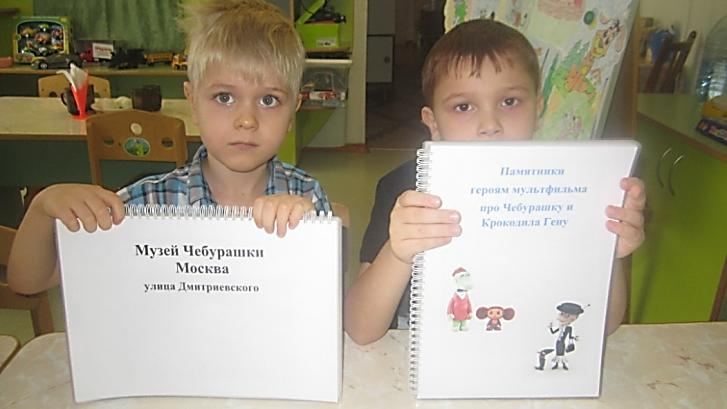 Музей Чебурашки
Москва
улица Дмитриевского
Памятники
героям мультфильма
про Чебурашку и
Крокодила Гену